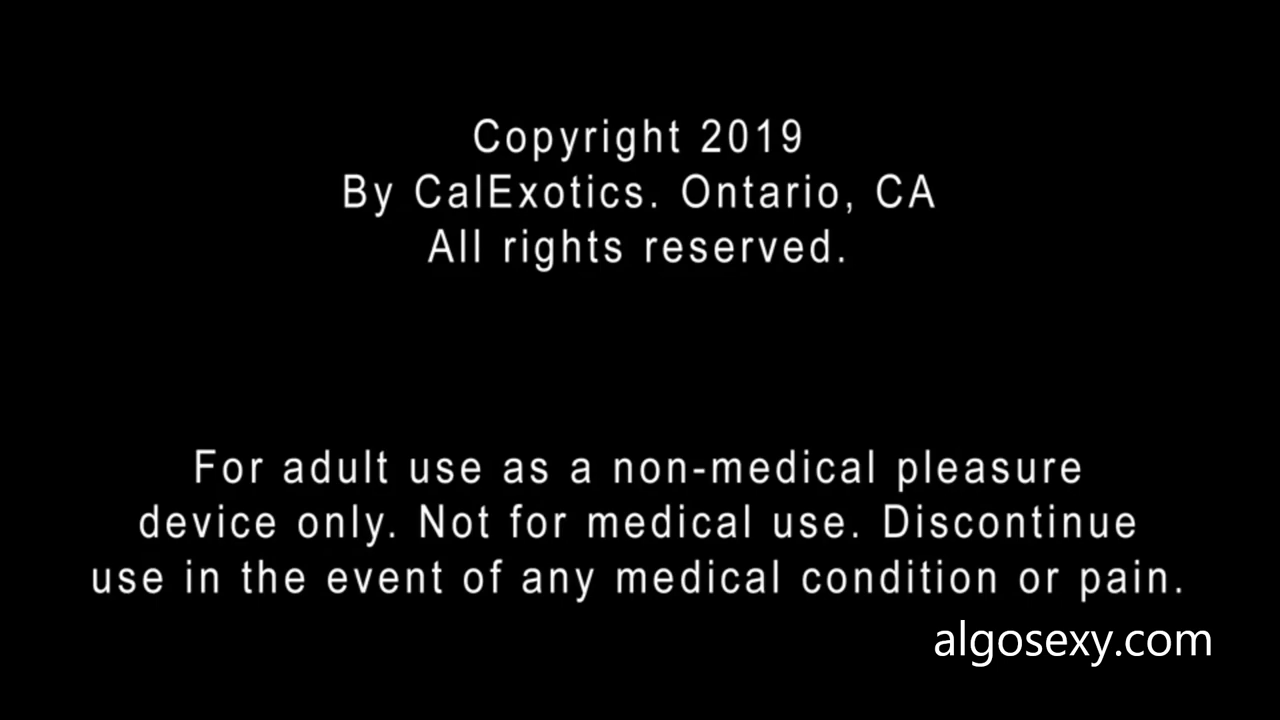 Copyright 2019
By CalExotics. Ontario, CA
All rights reserved.
For adult use as a non-medical pleasure
device only. Not for medical use. Discontinue
use in the event of any medical condition or pain.
algosexy.com